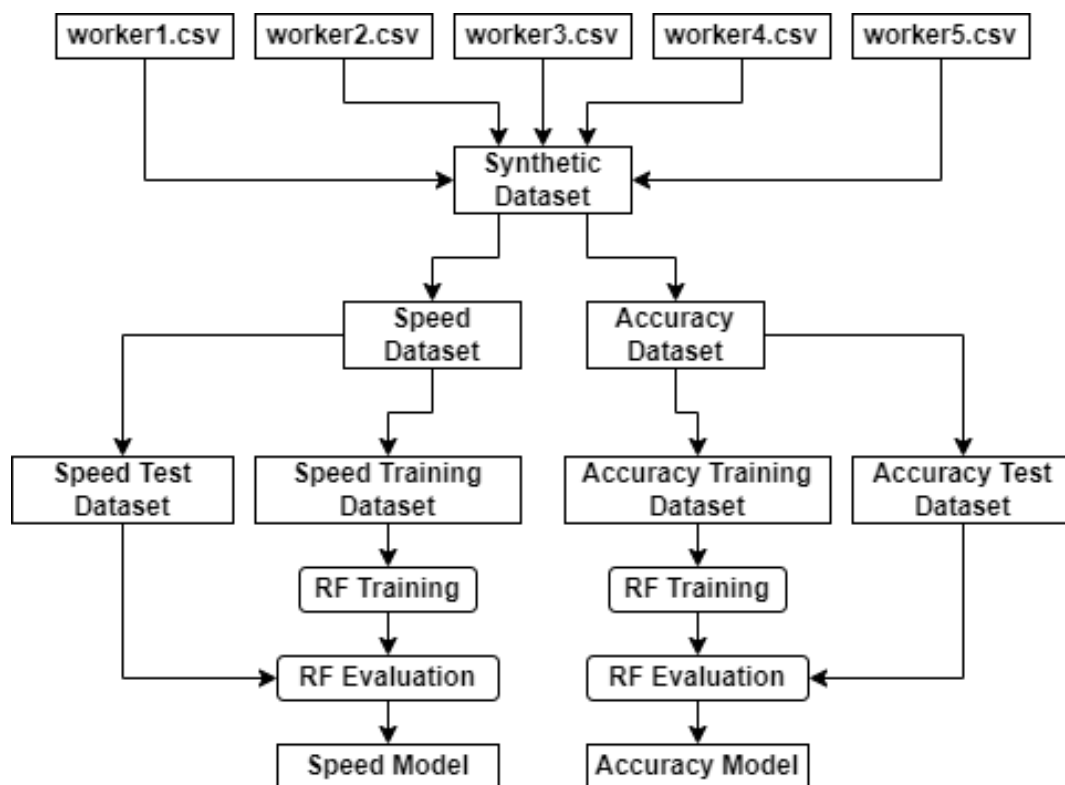 worker1.csv
worker2.csv
worker3.csv
worker4.csv
worker5.csv
Synthetic
Dataset
Speed
Dataset
Accuracy
Dataset
Speed Test
Dataset
Speed Training
Dataset
Accuracy Training
Dataset
Accuracy Test
Dataset
RF Training
RF Training
RF Evaluation
RF Evaluation
Speed Model
Accuracy Model